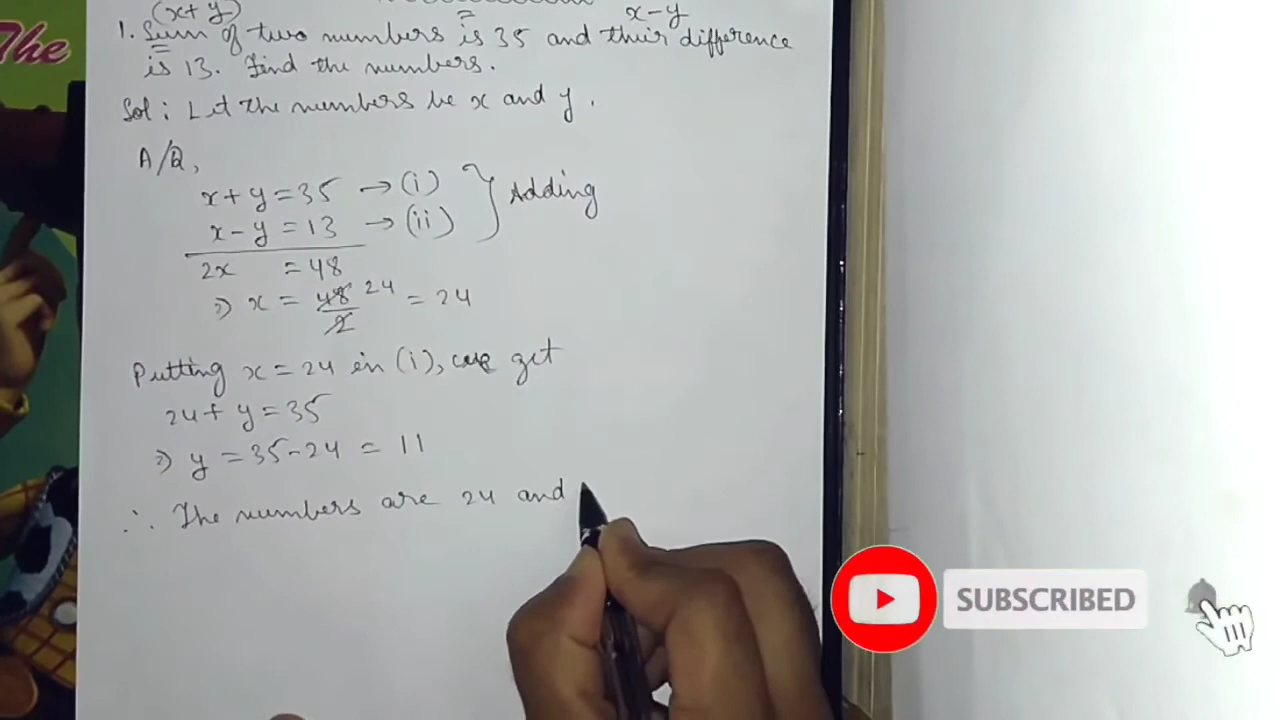 The
(x+y)
x-y
1. Sum of two numbers is 35 and their difference
is 13. Find the numbers.
Sol: Let the numbers be x and y.
A/Q,
x+y=35 → (i)
x-y=13 → (ii)
} Adding
2x =48
⇒ x = 48/2 24 = 24
Putting x=24 in (i), we get
24+y=35
⇒ y=35-24 = 11
∴ The numbers are 24 and
SUBSCRIBED